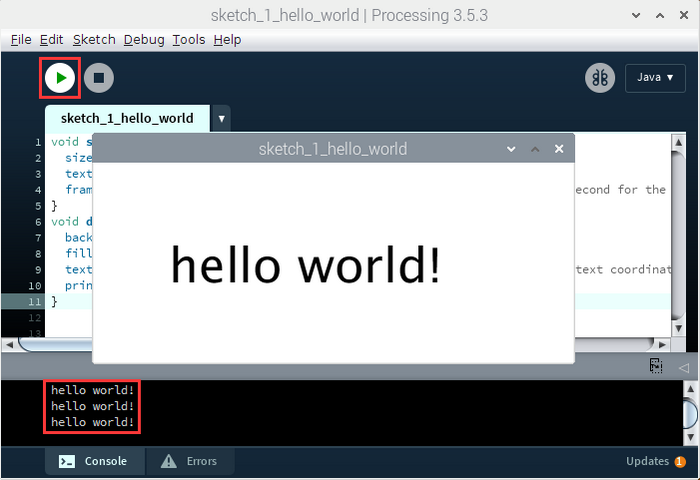 sketch_1_hello_world | Processing 3.5.3
File Edit Sketch Debug Tools Help
Java ▾
sketch_1_hello_world ▼
sketch_1_hello_world
1 void s
2 size
3 text
4 fram econd for the
5 }
6 void d
7 back
8 fill
9 text text coordinat
10 prin
11 }
12
13
hello world!
hello world!
hello world!
hello world!
Console Errors Updates 1